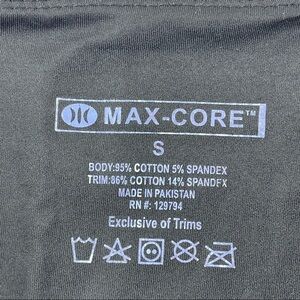 MAX-CORE™
S
BODY:95% COTTON 5% SPANDEX
TRIM:86% COTTON 14% SPANDEX
MADE IN PAKISTAN
RN #: 129794
Exclusive of Trims